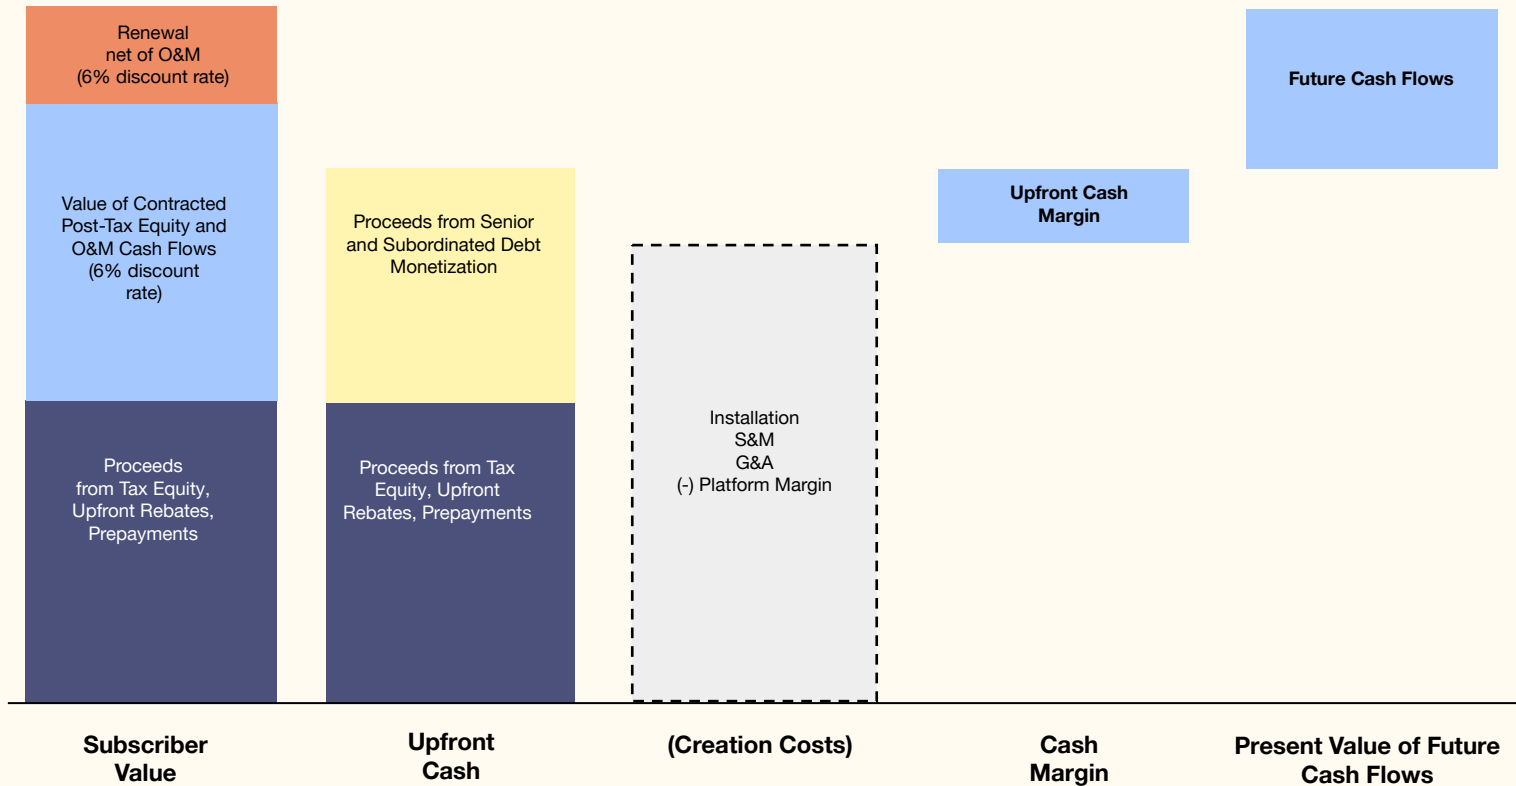 Renewal
net of O&M
(6% discount rate)
Value of Contracted
Post-Tax Equity and
O&M Cash Flows
(6% discount
rate)
Proceeds
from Tax Equity,
Upfront Rebates,
Prepayments
Proceeds from Senior
and Subordinated Debt
Monetization
Proceeds from Tax
Equity, Upfront
Rebates, Prepayments
Installation
S&M
G&A
(-) Platform Margin
Upfront Cash
Margin
Future Cash Flows
Subscriber
Value
Upfront
Cash
(Creation Costs)
Cash
Margin
Present Value of Future
Cash Flows